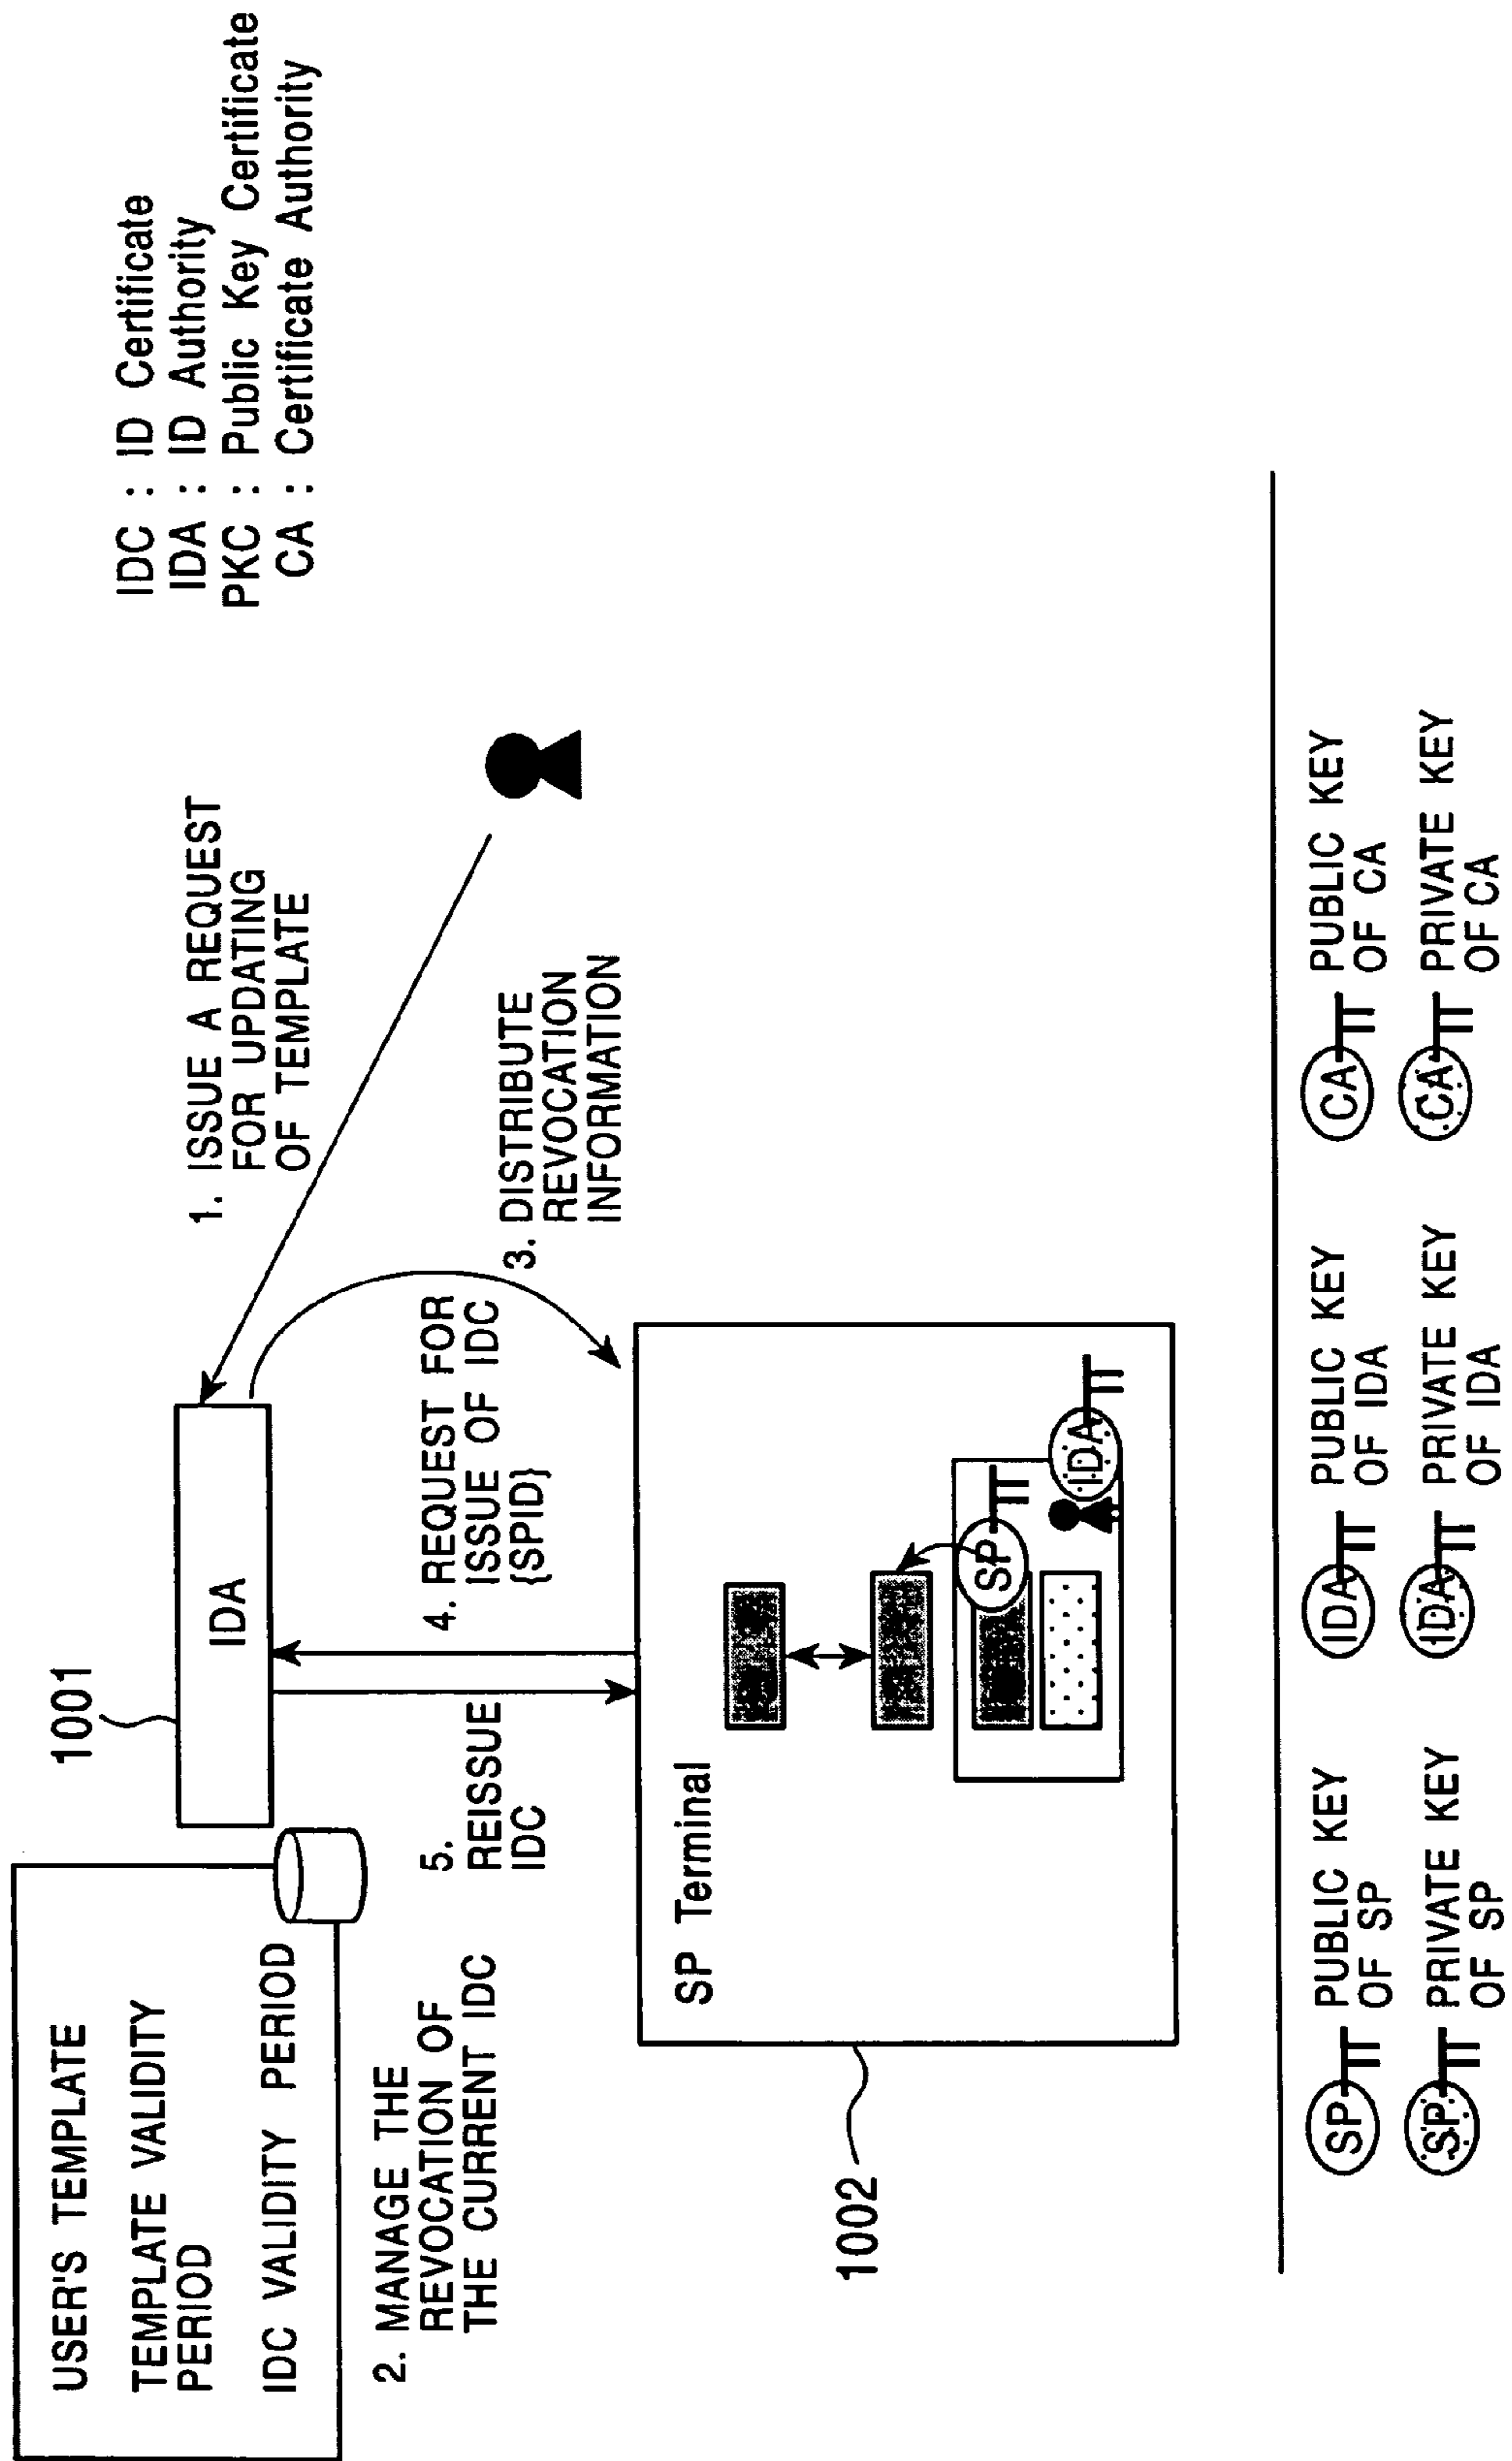 IDC : ID Certificate
IDA : ID Authority
PKC : Public Key Certificate
CA : Certificate Authority
USER'S TEMPLATE
TEMPLATE VALIDITY
PERIOD
IDC VALIDITY PERIOD
1001
IDA
1. ISSUE A REQUEST
FOR UPDATING
OF TEMPLATE
2. MANAGE THE
REVOCATION OF
THE CURRENT IDC
5.
REISSUE
IDC
4. REQUEST FOR
ISSUE OF IDC
{SPID}
3. DISTRIBUTE
REVOCATION
INFORMATION
1002
SP Terminal
SP
IDA
SP
PUBLIC KEY
OF SP
IDA
PUBLIC KEY
OF IDA
CA
PUBLIC KEY
OF CA
SP
PRIVATE KEY
OF SP
IDA
PRIVATE KEY
OF IDA
CA
PRIVATE KEY
OF CA